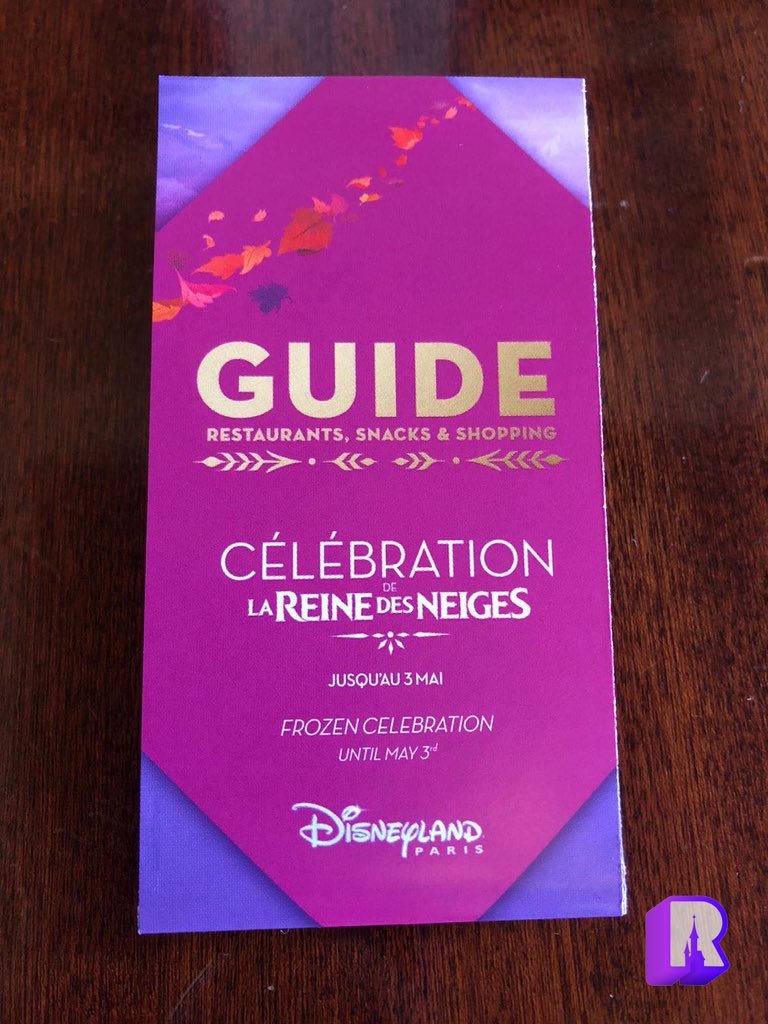 GUIDE
RESTAURANTS, SNACKS & SHOPPING
CÉLÉBRATION
DE
LA REINE DES NEIGES
JUSQU'AU 3 MAI
FROZEN CELEBRATION
UNTIL MAY 3rd
DISNEYLAND
PARIS
R